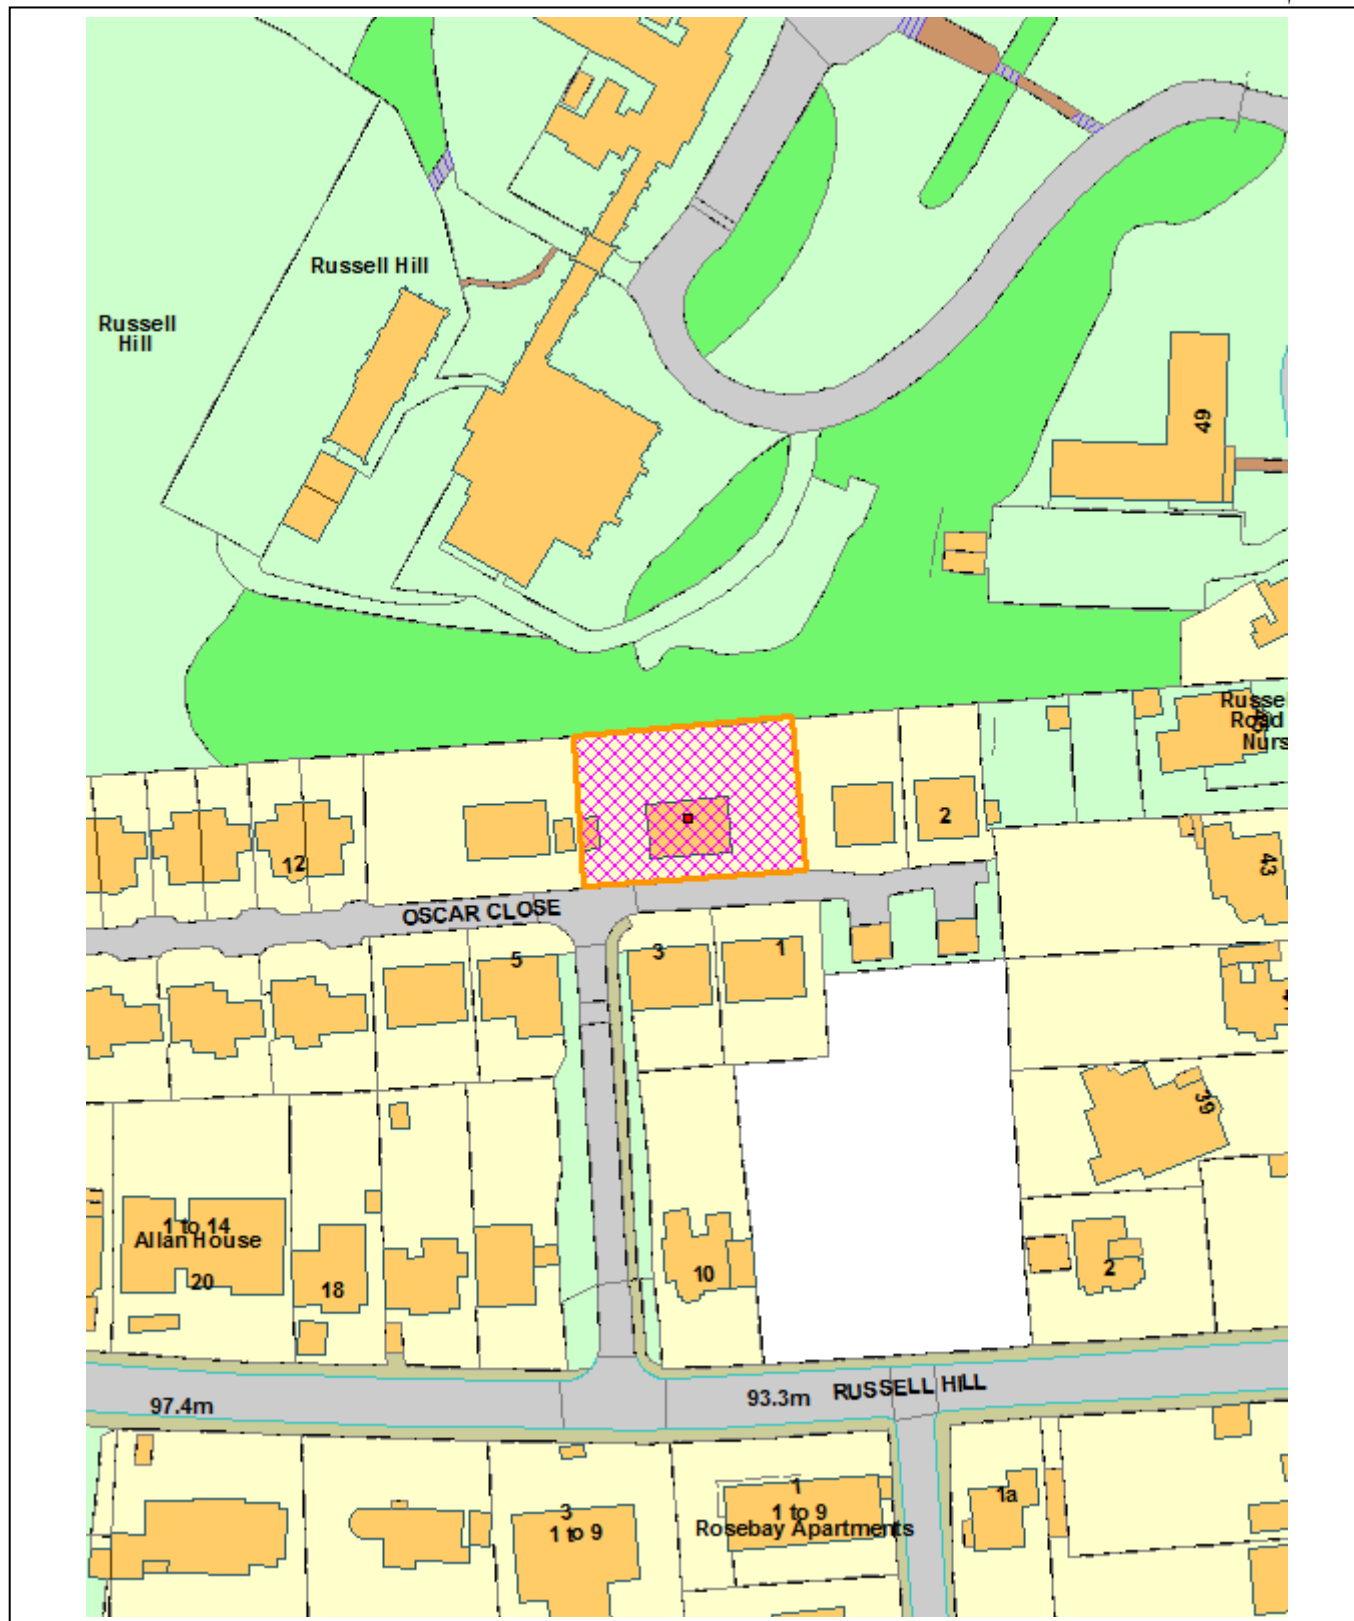 Russell Hill
Russell
Hill
49
Russe
Road
Nurs
2
12
43
OSCAR CLOSE
5
3
1
39
1 to 14
Allan House
20
18
10
2
97.4m
93.3m
RUSSELL HILL
3
1 to 9
1
1 to 9
Rosebay Apartments
1a